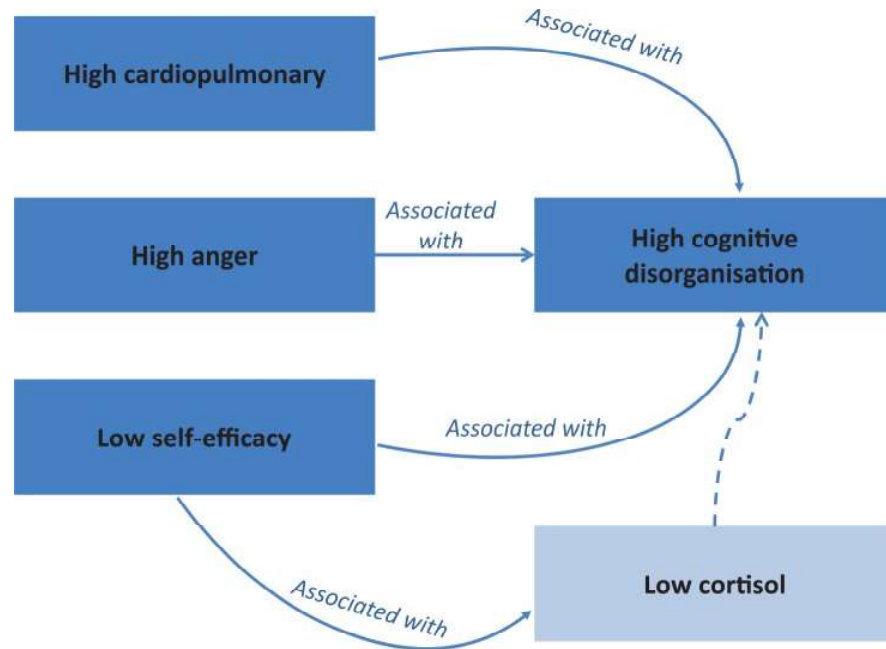 Associated with
High cardiopulmonary
Associated
with
High anger
High cognitive
disorganisation
Low self-efficacy
Associated with
Low cortisol
Associated with